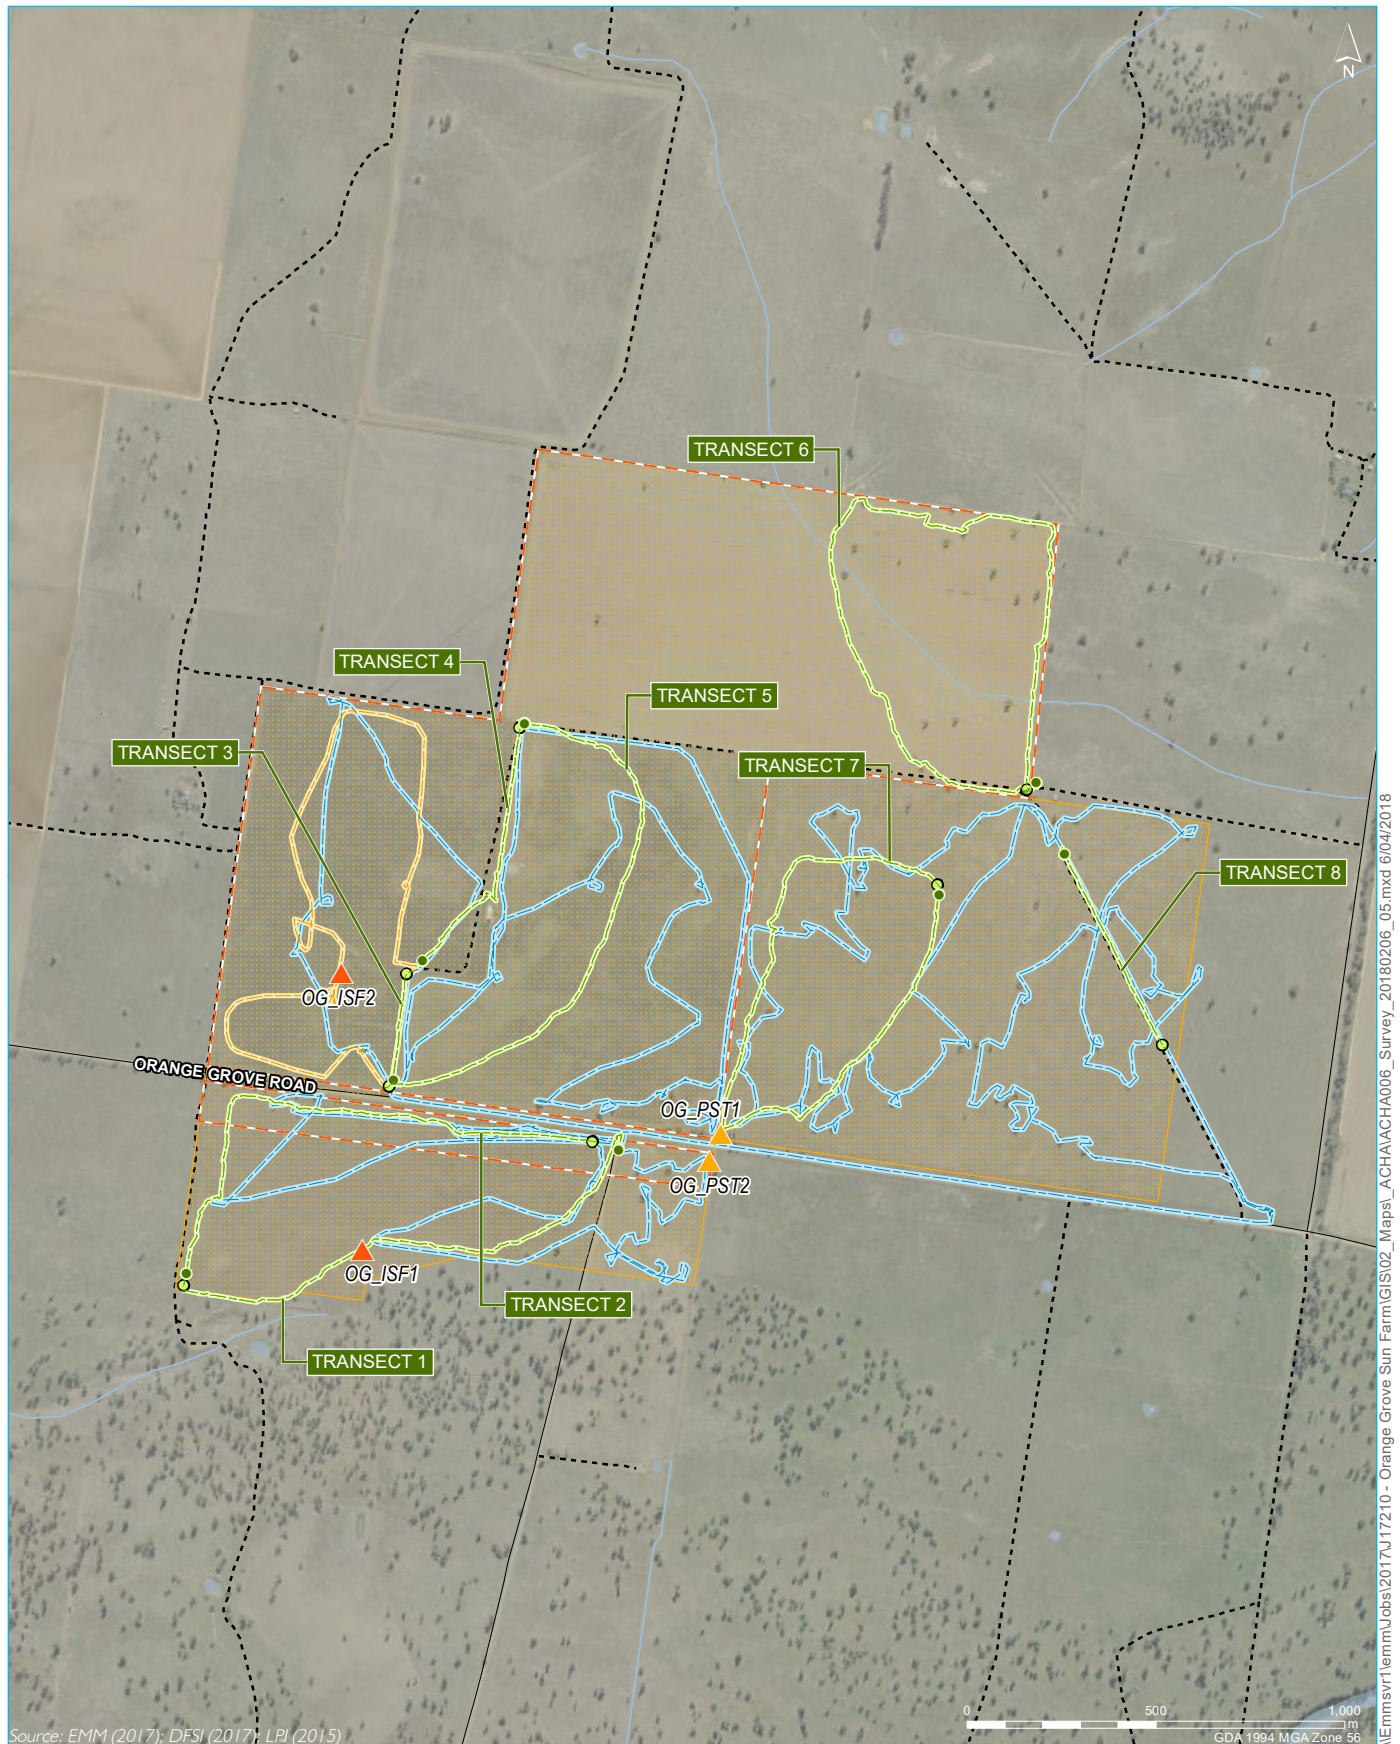 N
TRANSECT 6
TRANSECT 4
TRANSECT 5
TRANSECT 3
TRANSECT 7
TRANSECT 8
OG_ISF2
ORANGE GROVE ROAD
OG_PST1
OG_PST2
OG_ISF1
TRANSECT 2
TRANSECT 1
0 500 1,000
m
GDA 1994 MGA Zone 56
Source: EMM (2017); DFSI (2017); LPI (2015)
\\Emmsvr1\emm\Jobs\2017\J17210 - Orange Grove Sun Farm\GIS\02_Maps\_ACHA\ACHA006_Survey_20180206_05.mxd 6/04/2018